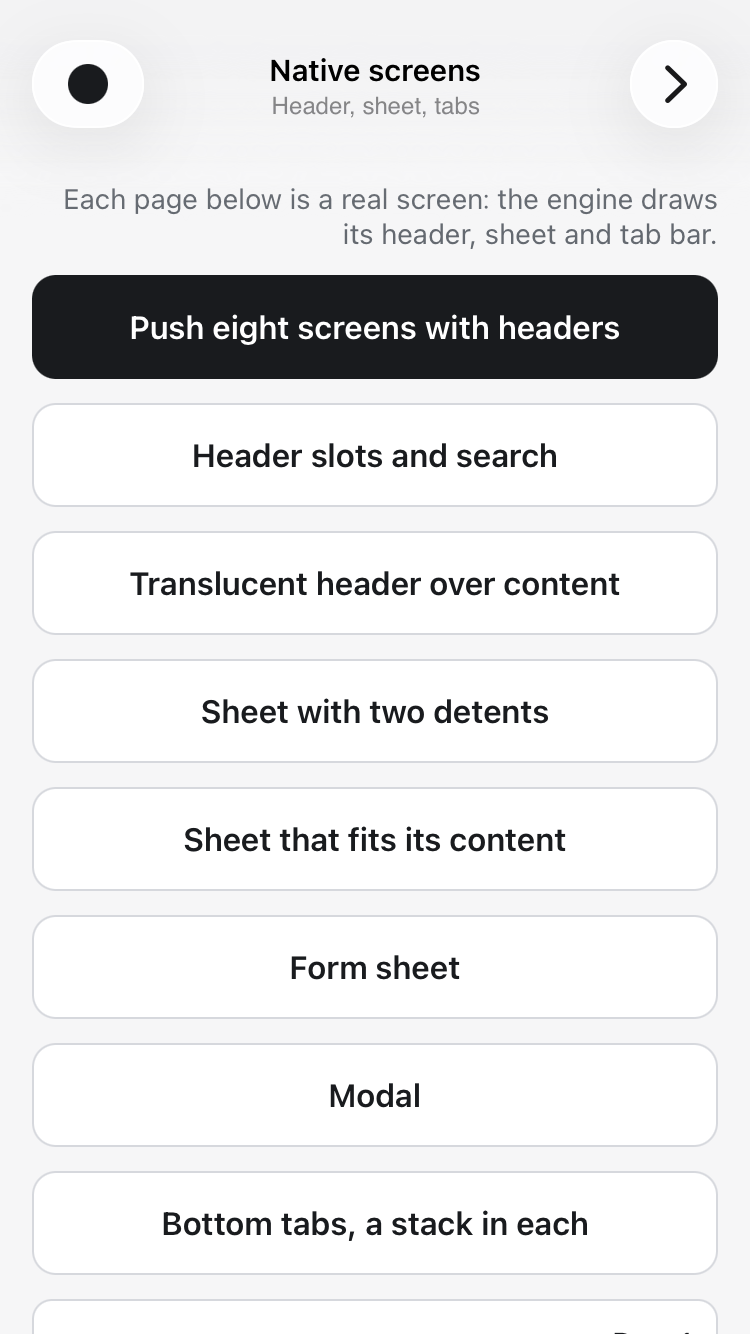 Native screens
Header, sheet, tabs
Each page below is a real screen: the engine draws
its header, sheet and tab bar.
Push eight screens with headers
Header slots and search
Translucent header over content
Sheet with two detents
Sheet that fits its content
Form sheet
Modal
Bottom tabs, a stack in each